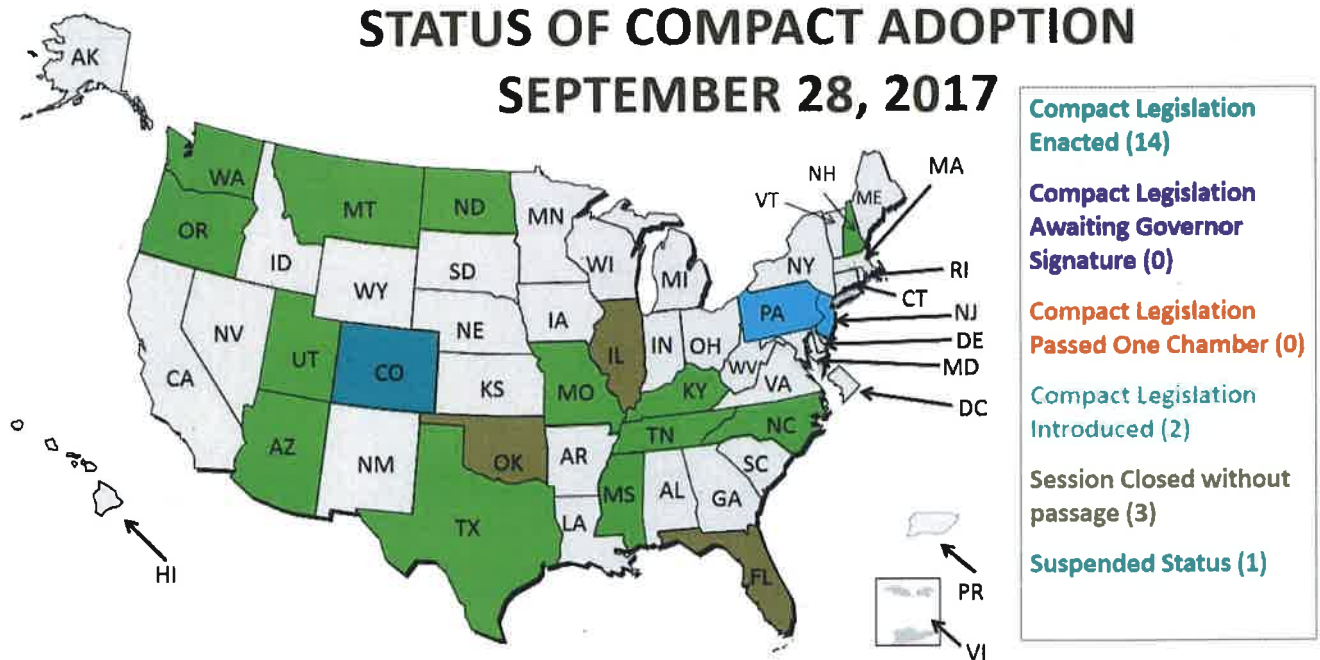 STATUS OF COMPACT ADOPTION
SEPTEMBER 28, 2017
AK
WA
MT
ND
MN
OR
ID
SD
WI
MI
NY
VT
NH
ME
MA
RI
CT
NJ
DE
MD
DC
WY
NE
IA
PA
NV
UT
CO
KS
MO
IL
IN
OH
WV
VA
KY
CA
AZ
NM
OK
AR
TN
NC
SC
MS
AL
GA
TX
LA
FL
HI
PR
VI
Compact Legislation
Enacted (14)
Compact Legislation
Awaiting Governor
Signature (0)
Compact Legislation
Passed One Chamber (0)
Compact Legislation
Introduced (2)
Session Closed without
passage (3)
Suspended Status (1)